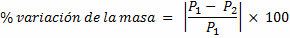 % variación de la masa = |(P₁ − P₂) / P₁| × 100